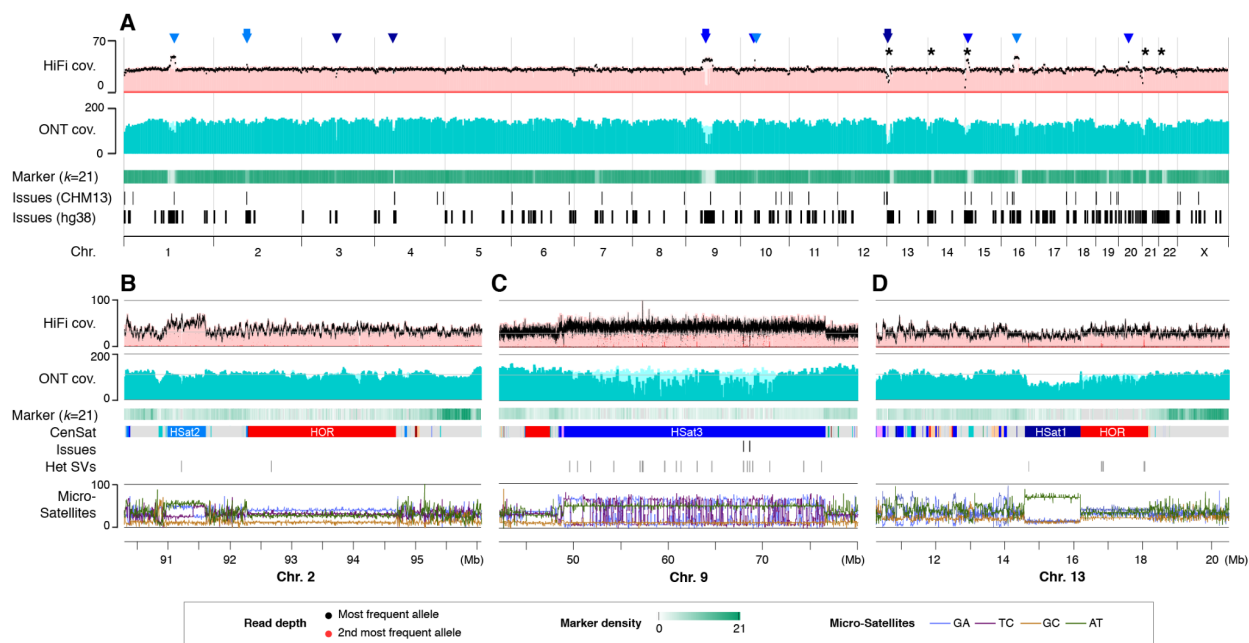 A
70
HiFi cov.
0
* * * * *
200
ONT cov.
0
Marker (k=21)
Issues (CHM13)
Issues (hg38)
Chr. 1 2 3 4 5 6 7 8 9 10 11 12 13 14 15 16 17 18 19 20 21 22 X
B C D
100
HiFi cov.
0
200
ONT cov.
0
Marker (k=21)
CenSat HSat2 HOR HSat3 HSat1 HOR
Issues
Het SVs
100
Micro-
Satellites
0
91 92 93 94 95 (Mb) 50 60 70 (Mb) 12 14 16 18 20 (Mb)
Chr. 2 Chr. 9 Chr. 13
Read depth Most frequent allele Marker density Micro-Satellites GA TC GC AT
2nd most frequent allele 0 21